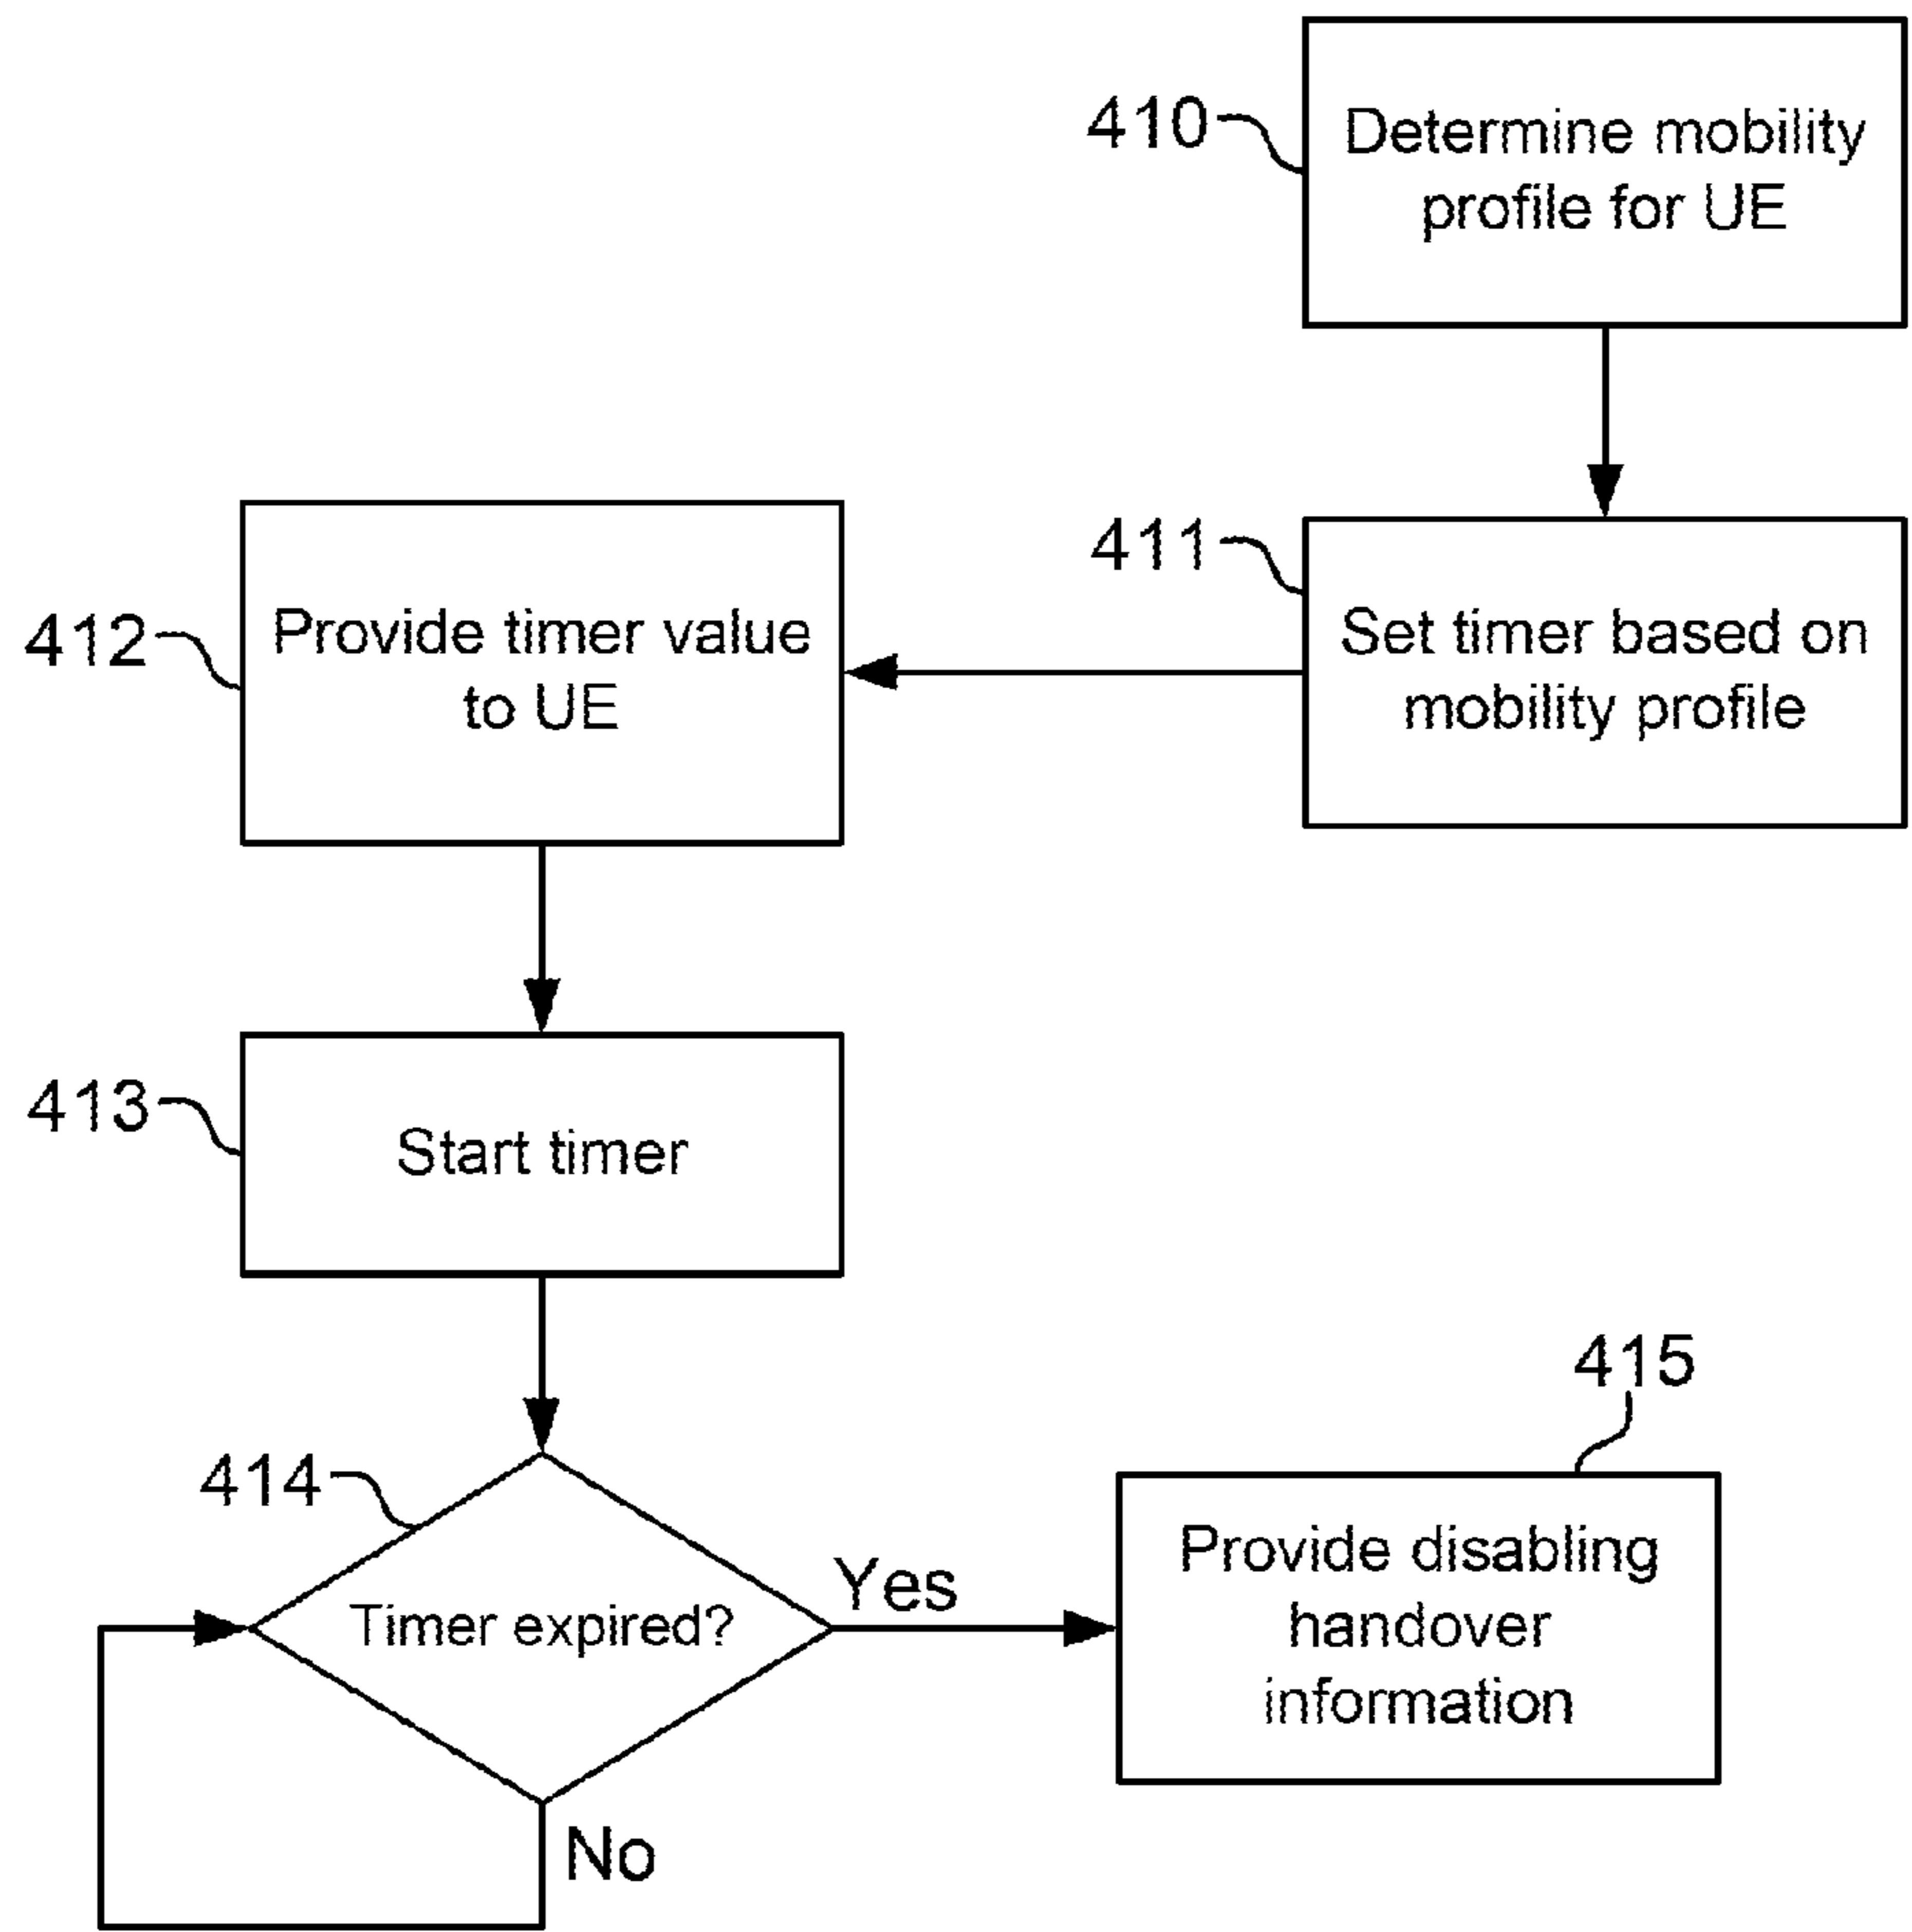 410
Determine mobility
profile for UE
411
Set timer based on
mobility profile
412
Provide timer value
to UE
413
Start timer
414
Timer expired?
Yes
No
415
Provide disabling
handover
information